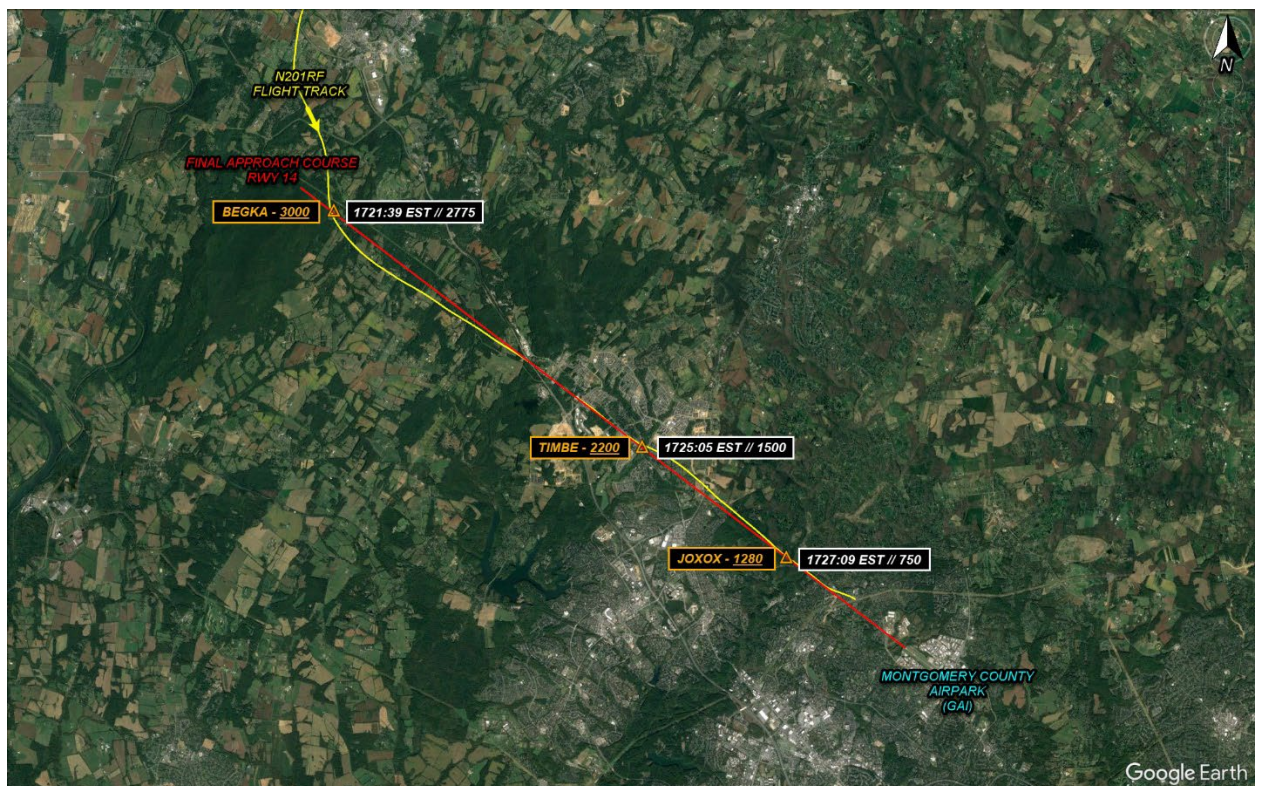 N
N201RF
FLIGHT TRACK
FINAL APPROACH COURSE
RWY 14
BEGKA - 3000
1721:39 EST // 2775
TIMBE - 2200
1725:05 EST // 1500
JOXOX - 1280
1727:09 EST // 750
MONTGOMERY COUNTY
AIRPARK
(GAI)
Google Earth